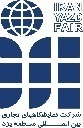 IRAN
YAZD
FAIR
شرکت نمایشگاههای تجاری
بین المللی منطقه یزد